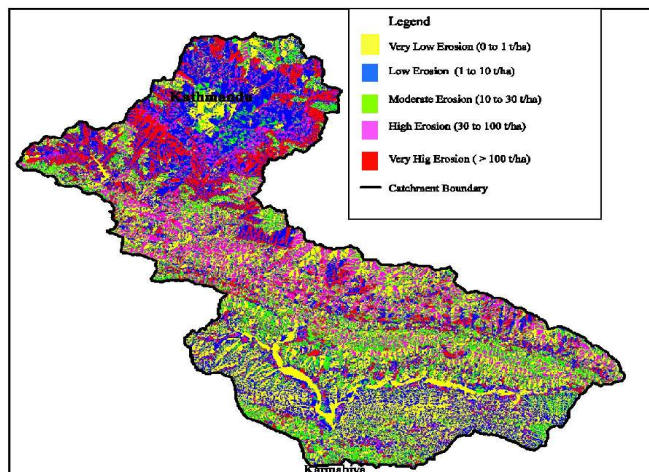 Legend
Very Low Erosion (0 to 1 t/ha)
Low Erosion (1 to 10 t/ha)
Moderate Erosion (10 to 30 t/ha)
High Erosion (30 to 100 t/ha)
Very Hig Erosion ( > 100 t/ha)
Catchment Boundary
Kathmandu